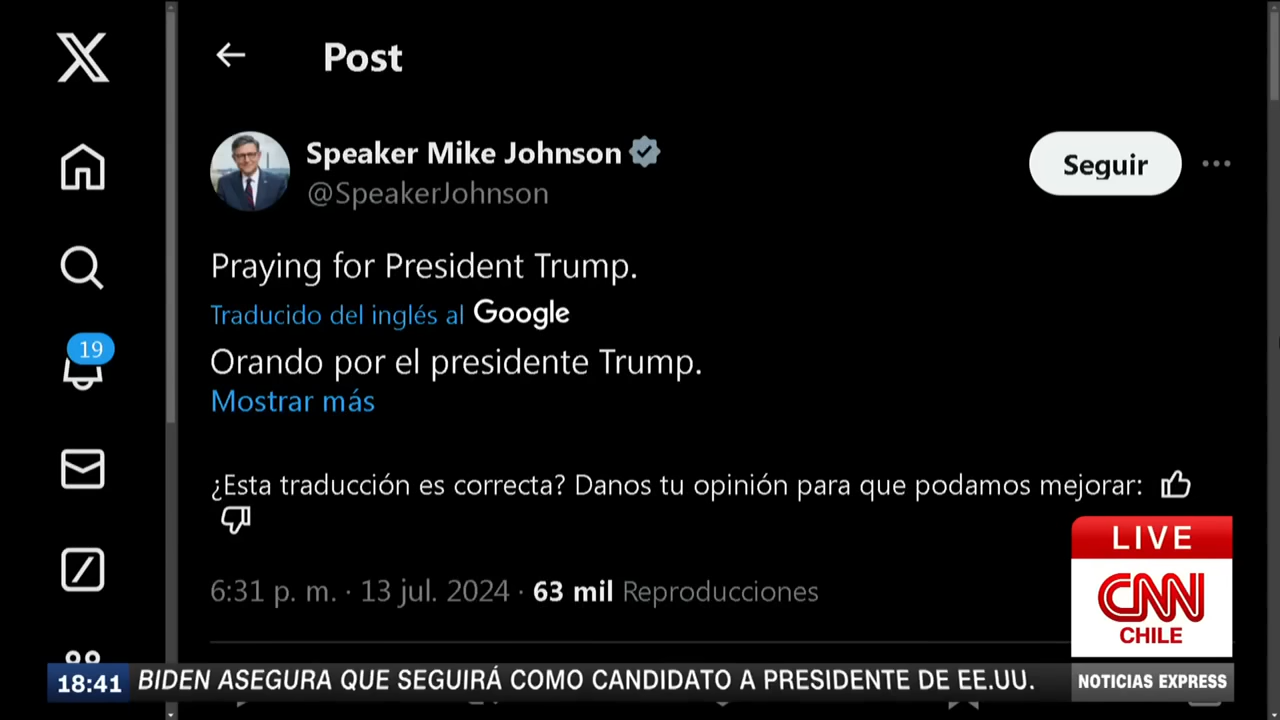 Post
Speaker Mike Johnson
@SpeakerJohnson
Seguir
Praying for President Trump.
Traducido del inglés al Google
Orando por el presidente Trump.
Mostrar más
19
¿Esta traducción es correcta? Danos tu opinión para que podamos mejorar:
6:31 p. m. · 13 jul. 2024 · 63 mil Reproducciones
LIVE
CNN
CHILE
18:41 BIDEN ASEGURA QUE SEGUIRÁ COMO CANDIDATO A PRESIDENTE DE EE.UU. NOTICIAS EXPRESS